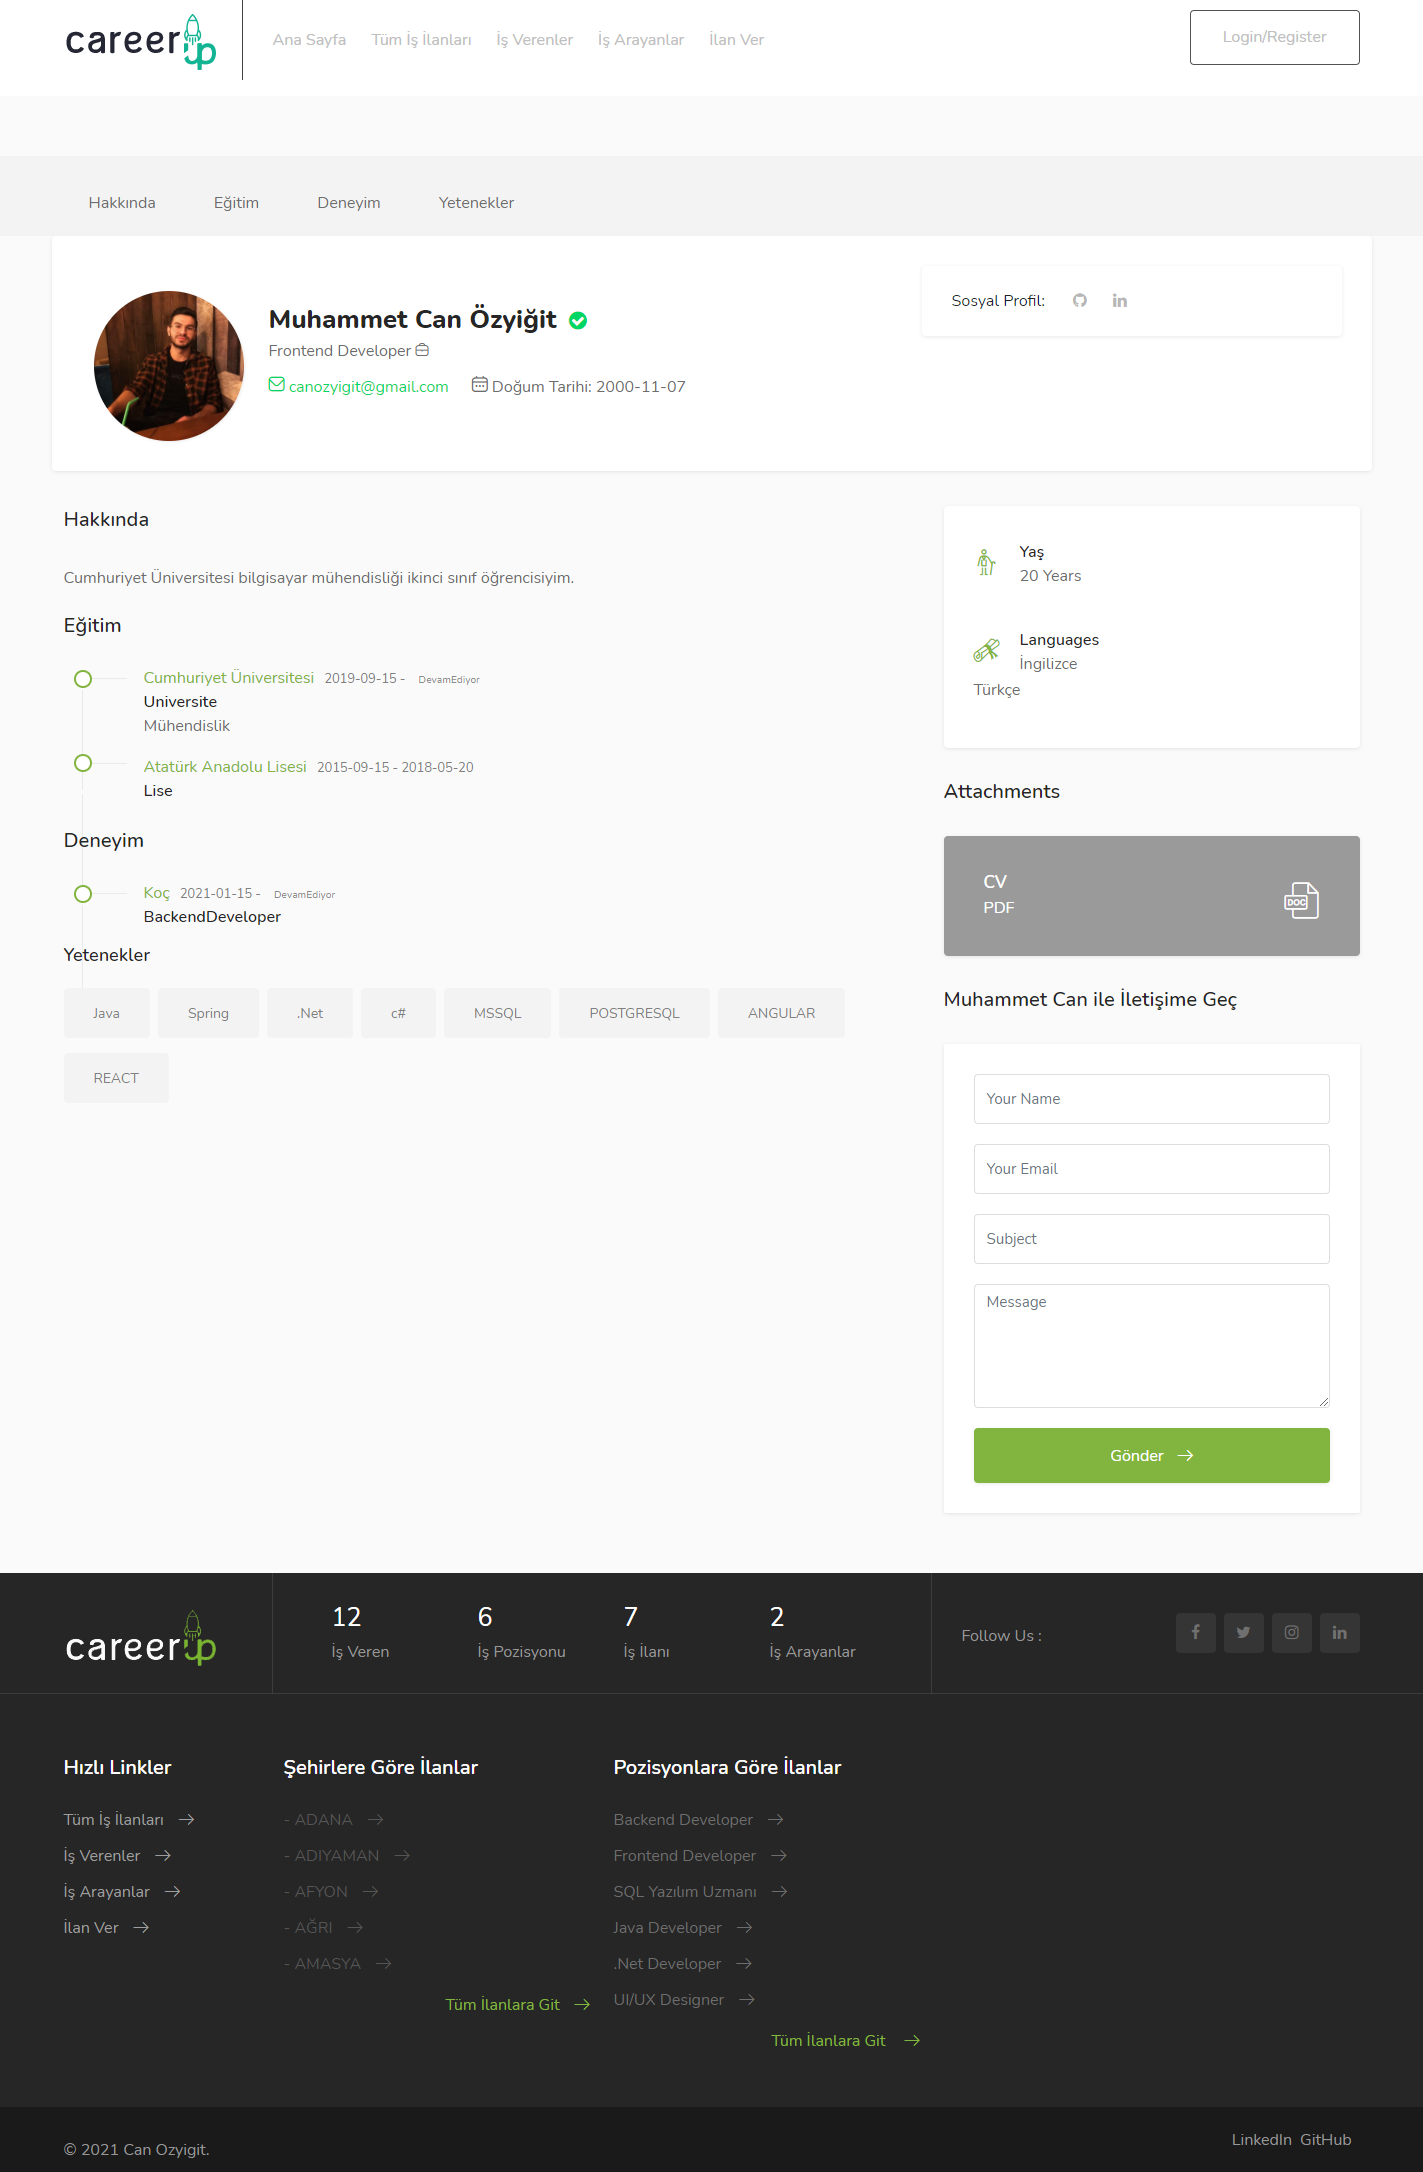 careerup
Ana Sayfa Tüm İş İlanları İş Verenler İş Arayanlar İlan Ver
Login/Register
Hakkında Eğitim Deneyim Yetenekler
Muhammet Can Özyiğit
Frontend Developer
canozyigit@gmail.com Doğum Tarihi: 2000-11-07
Sosyal Profil:
Hakkında
Cumhuriyet Üniversitesi bilgisayar mühendisliği ikinci sınıf öğrencisiyim.
Eğitim
Cumhuriyet Üniversitesi 2019-09-15 - DevamEdiyor
Universite
Mühendislik
Atatürk Anadolu Lisesi 2015-09-15 - 2018-05-20
Lise
Deneyim
Koç 2021-01-15 - DevamEdiyor
BackendDeveloper
Yetenekler
Java Spring .Net c# MSSQL POSTGRESQL ANGULAR
REACT
Yaş
20 Years
Languages
İngilizce
Türkçe
Attachments
CV
PDF
DOC
Muhammet Can ile İletişime Geç
Your Name
Your Email
Subject
Message
Gönder
careerup
12
İş Veren
6
İş Pozisyonu
7
İş İlanı
2
İş Arayanlar
Follow Us :
Hızlı Linkler
Tüm İş İlanları
İş Verenler
İş Arayanlar
İlan Ver
Şehirlere Göre İlanlar
- ADANA
- ADIYAMAN
- AFYON
- AĞRI
- AMASYA
Tüm İlanlara Git
Pozisyonlara Göre İlanlar
Backend Developer
Frontend Developer
SQL Yazılım Uzmanı
Java Developer
.Net Developer
UI/UX Designer
Tüm İlanlara Git
© 2021 Can Ozyigit.
LinkedIn GitHub